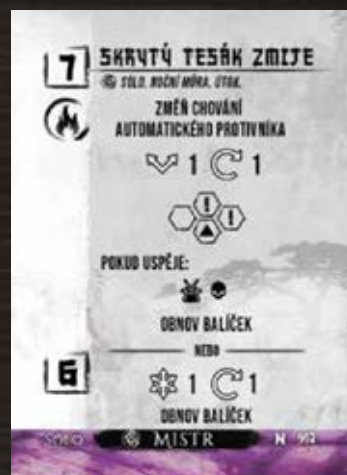 7 SKRYTÝ TESÁK ZMIJE
SÓLO, NOČNÍ MŮRA, ÚTOK,
ZMĚŇ CHOVÁNÍ
AUTOMATICKÉHO PROTIVNÍKA
1 1
! !
POKUD USPĚJE:
OBNOV BALÍČEK
NEBO
6 1 1
OBNOV BALÍČEK
SÓLO MISTR N